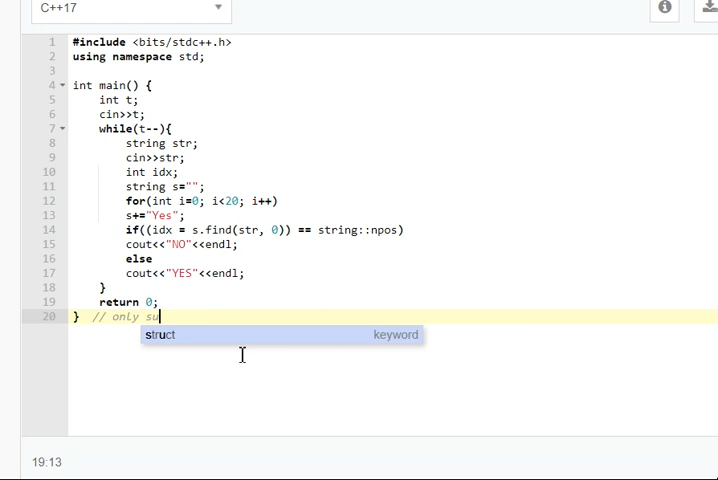 C++17
1 #include <bits/stdc++.h>
2 using namespace std;
3
4 int main() {
5 int t;
6 cin>>t;
7 while(t--){
8 string str;
9 cin>>str;
10 int idx;
11 string s="";
12 for(int i=0; i<20; i++)
13 s+="Yes";
14 if((idx = s.find(str, 0)) == string::npos)
15 cout<<"NO"<<endl;
16 else
17 cout<<"YES"<<endl;
18 }
19 return 0;
20 } // only su
struct keyword
19:13